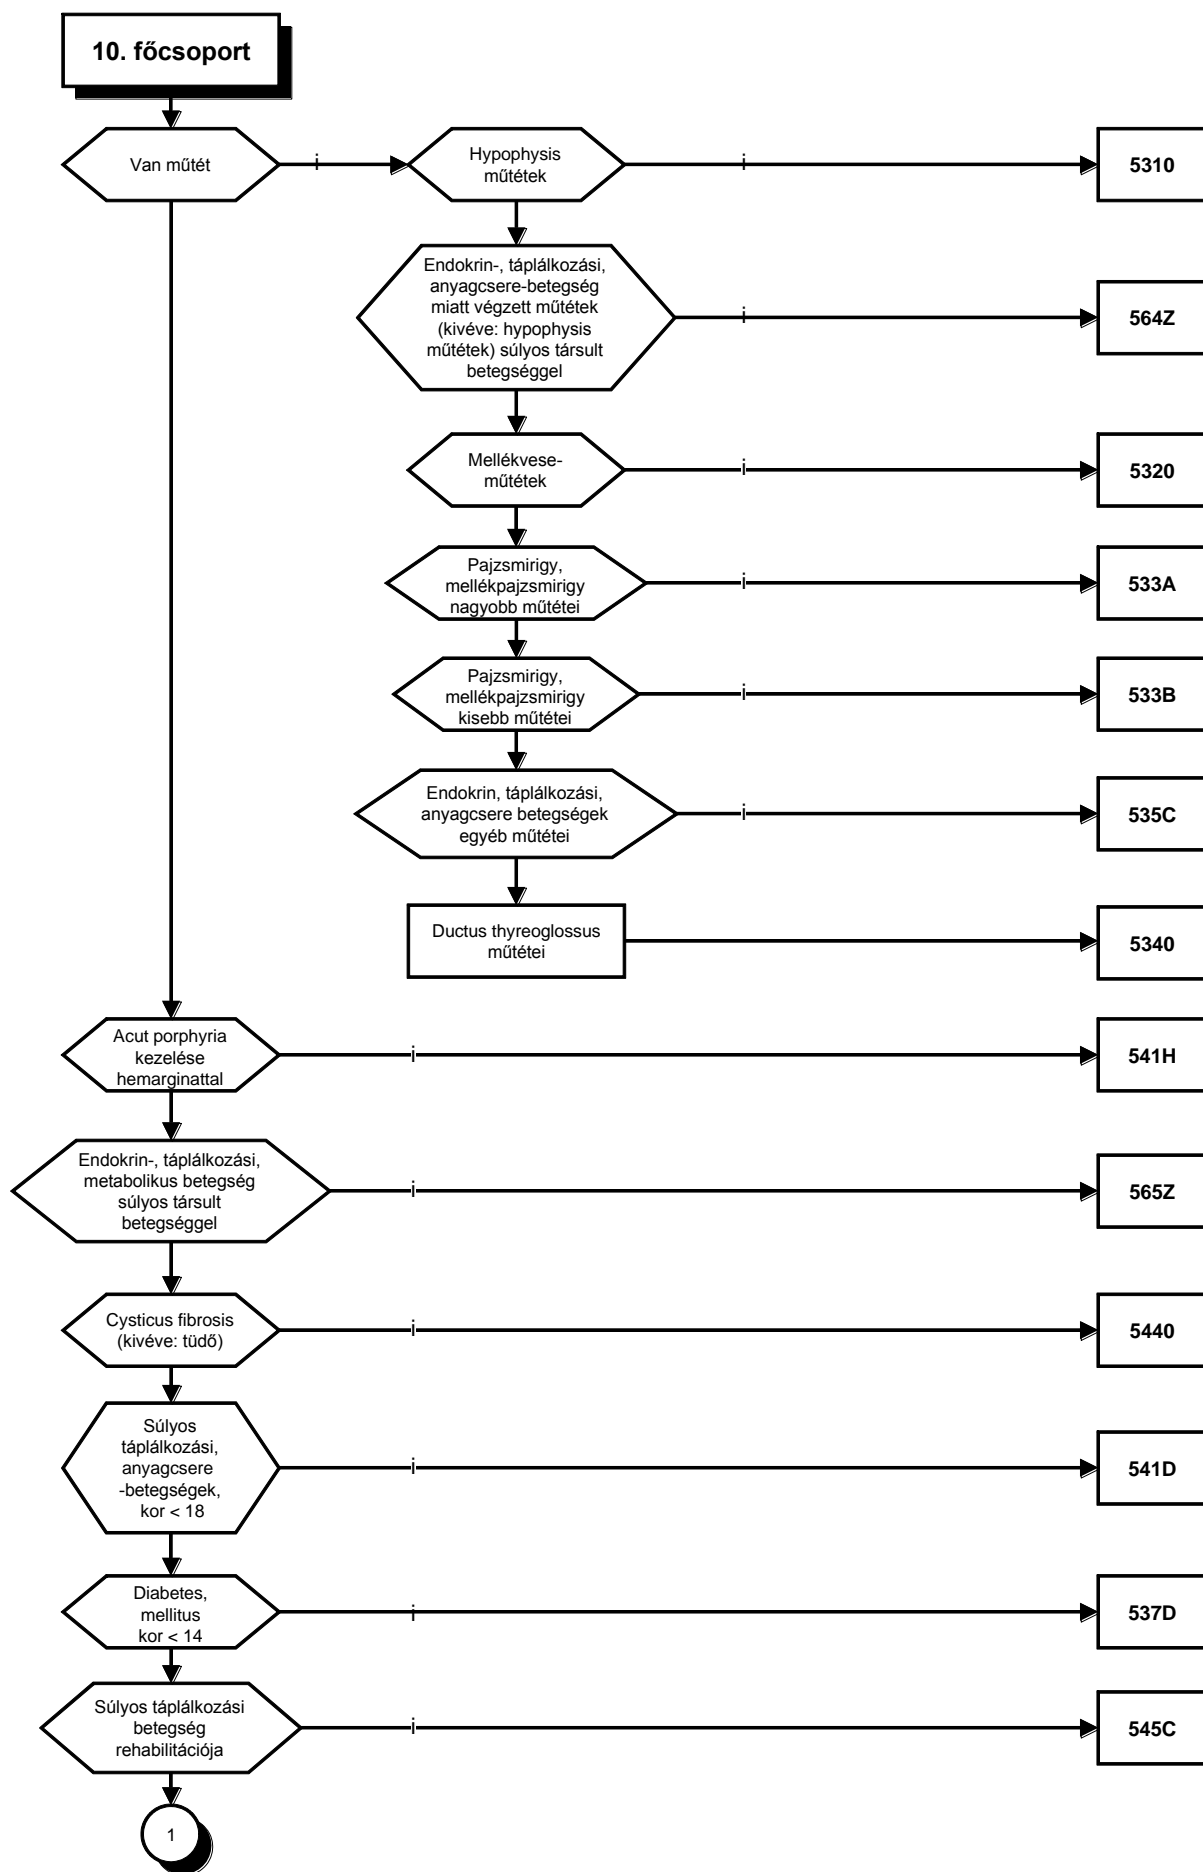 10. főcsoport
Van műtét
i
Hypophysis
műtétek
i
5310
Endokrin-, táplálkozási,
anyagcsere-betegség
miatt végzett műtétek
(kivéve: hypophysis
műtétek) súlyos társult
betegséggel
i
564Z
Mellékvese-
műtétek
i
5320
Pajzsmirigy,
mellékpajzsmirigy
nagyobb műtétei
i
533A
Pajzsmirigy,
mellékpajzsmirigy
kisebb műtétei
i
533B
Endokrin, táplálkozási,
anyagcsere betegségek
egyéb műtétei
i
535C
Ductus thyreoglossus
műtétei
5340
Acut porphyria
kezelése
hemarginattal
i
541H
Endokrin-, táplálkozási,
metabolikus betegség
súlyos társult
betegséggel
i
565Z
Cysticus fibrosis
(kivéve: tüdő)
i
5440
Súlyos
táplálkozási,
anyagcsere
-betegségek,
kor < 18
i
541D
Diabetes,
mellitus
kor < 14
i
537D
Súlyos táplálkozási
betegség
rehabilitációja
i
545C
1